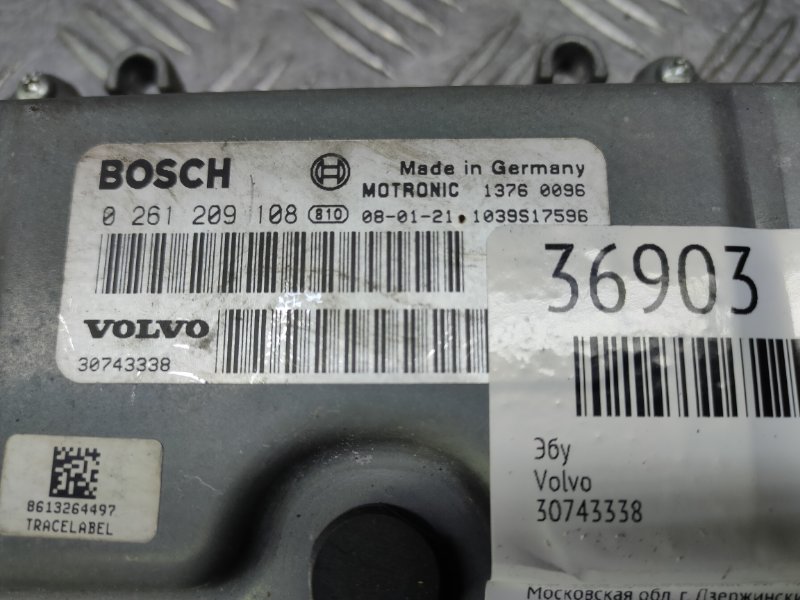 BOSCH
Made in Germany
MOTRONIC 1376 0096
0 261 209 108 810 08-01-21 1039S17596
VOLVO
30743338
8613264497
TRACELABEL
36903
Эбу
Volvo
30743338
Московская обл. г. Дзержински